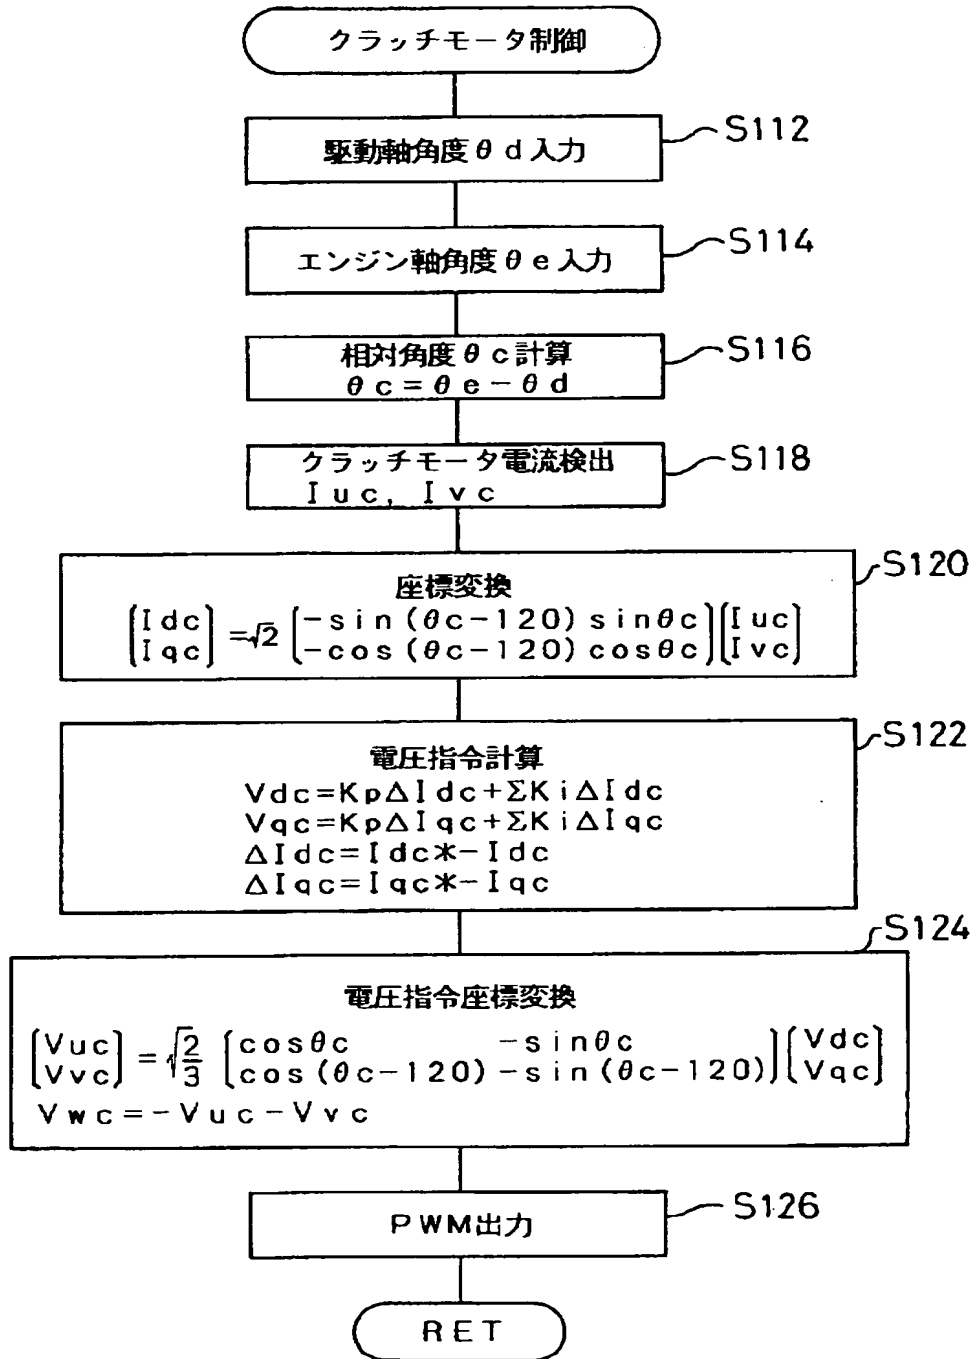 クラッチモータ制御
駆動軸角度θd入力
S112
エンジン軸角度θe入力
S114
相対角度θc計算
θc=θe-θd
S116
クラッチモータ電流検出
Iuc, Ivc
S118
S120
座標変換
[Idc] =√2 [-sin(θc-120) sinθc][Iuc]
[Iqc] [-cos(θc-120) cosθc][Ivc]
S122
電圧指令計算
Vdc=KpΔIdc+ΣKiΔIdc
Vqc=KpΔIqc+ΣKiΔIqc
ΔIdc=Idc*-Idc
ΔIqc=Iqc*-Iqc
S124
電圧指令座標変換
[Vuc] =√2/3 [cosθc -sinθc][Vdc]
[Vvc] [cos(θc-120) -sin(θc-120)][Vqc]
Vwc=-Vuc-Vvc
PWM出力
S126
RET